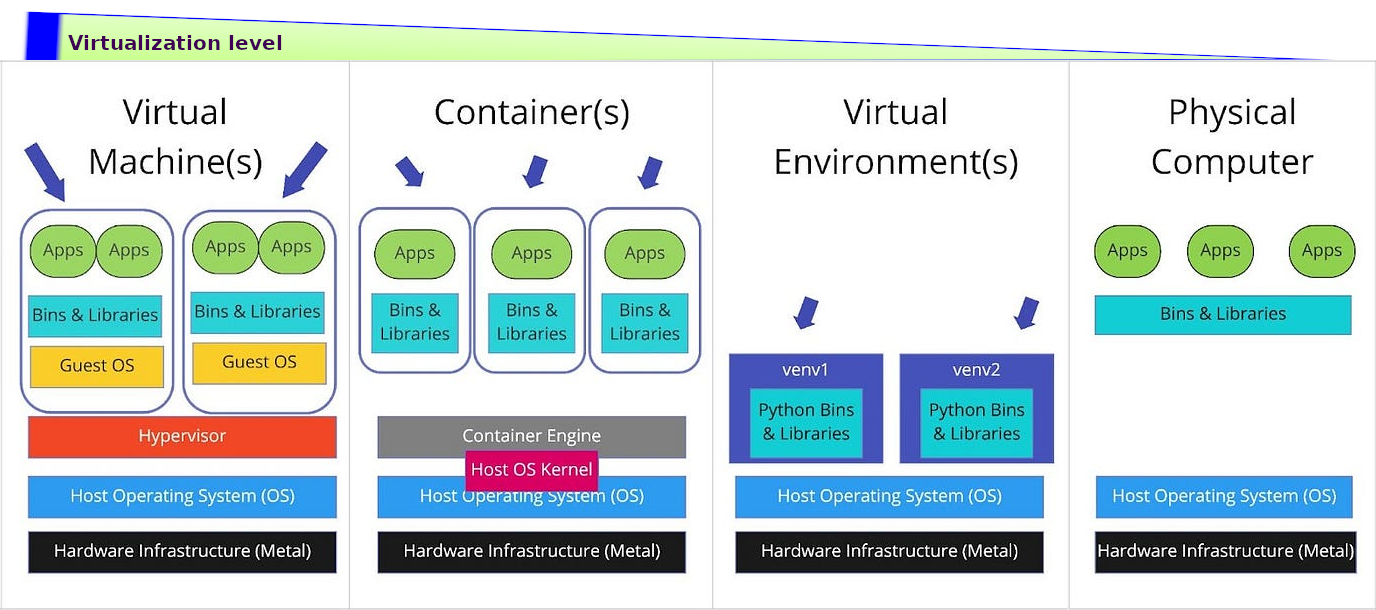 Virtualization level
Virtual
Machine(s)
Apps
Apps
Apps
Apps
Bins & Libraries
Bins & Libraries
Guest OS
Guest OS
Hypervisor
Host Operating System (OS)
Hardware Infrastructure (Metal)
Container(s)
Apps
Apps
Apps
Bins &
Libraries
Bins &
Libraries
Bins &
Libraries
Container Engine
Host OS Kernel
Host Operating System (OS)
Hardware Infrastructure (Metal)
Virtual
Environment(s)
venv1
Python Bins
& Libraries
venv2
Python Bins
& Libraries
Host Operating System (OS)
Hardware Infrastructure (Metal)
Physical
Computer
Apps
Apps
Apps
Bins & Libraries
Host Operating System (OS)
Hardware Infrastructure (Metal)